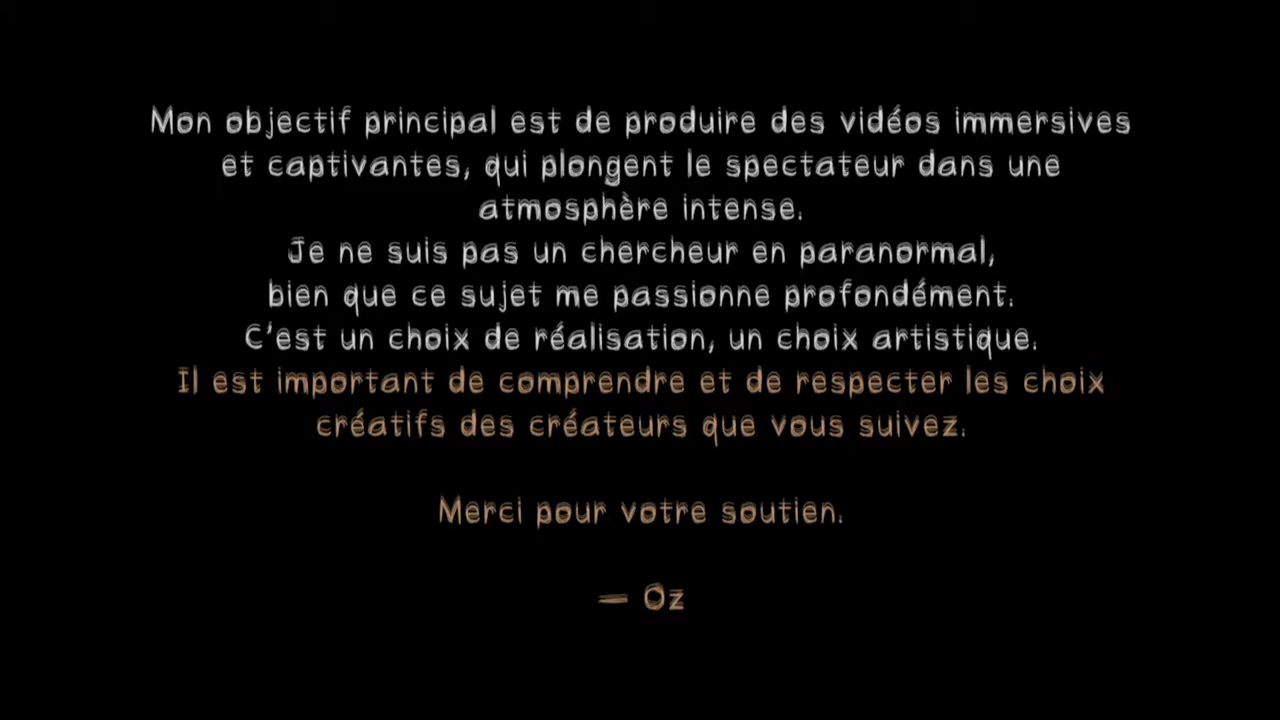 Mon objectif principal est de produire des vidéos immersives
et captivantes, qui plongent le spectateur dans une
atmosphère intense.
Je ne suis pas un chercheur en paranormal,
bien que ce sujet me passionne profondément.
C'est un choix de réalisation, un choix artistique.
Il est important de comprendre et de respecter les choix
créatifs des créateurs que vous suivez.
Merci pour votre soutien.
— Oz